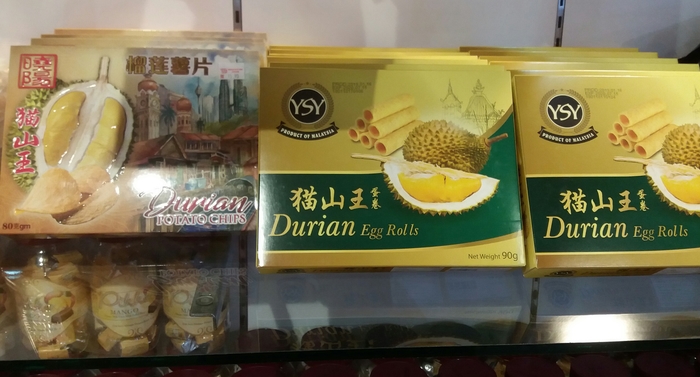 榴莲薯片
猫山王
Durian
POTATO CHIPS
80gm
YSY
PRODUCT OF MALAYSIA
猫山王 蛋卷
Durian Egg Rolls
Net Weight 90g
YSY
PRODUCT OF MALAYSIA
猫山王 蛋卷
Durian Egg Rolls